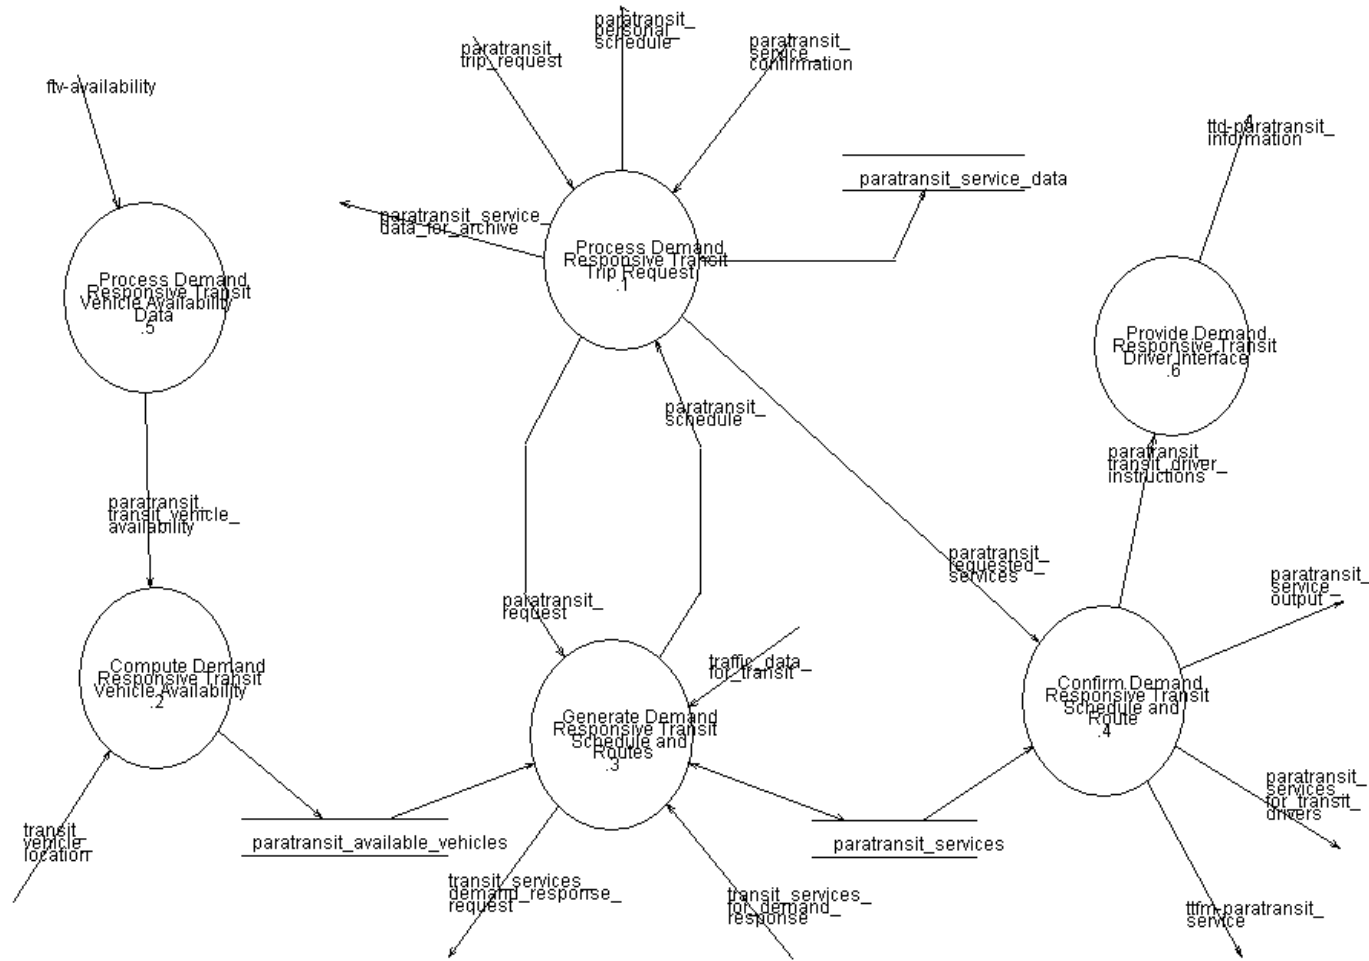 paratransit_
personal_
schedule
paratransit_
trip_request
paratransit_
service_
confirmation
ftv-availability
ttd-paratransit_
information
paratransit_service_data
paratransit_service_
data_for_archive
Process Demand
Responsive Transit
Trip Request
.1
Process Demand
Responsive Transit
Vehicle Availability
Data
.5
Provide Demand
Responsive Transit
Driver Interface
.6
paratransit_
schedule
paratransit_
transit_driver_
instructions
paratransit_
transit_vehicle_
availability
paratransit_
requested_
services
paratransit_
service_
output
paratransit_
request
traffic_data_
for_transit
Compute Demand
Responsive Transit
Vehicle Availability
.2
Generate Demand
Responsive Transit
Schedule and
Routes
.3
Confirm Demand
Responsive Transit
Schedule and
Route
.4
paratransit_
services_
for_transit_
drivers
transit_
vehicle_
location
paratransit_available_vehicles
paratransit_services
transit_services_
demand_response_
request
transit_services_
for_demand_
response
ttfm-paratransit_
service